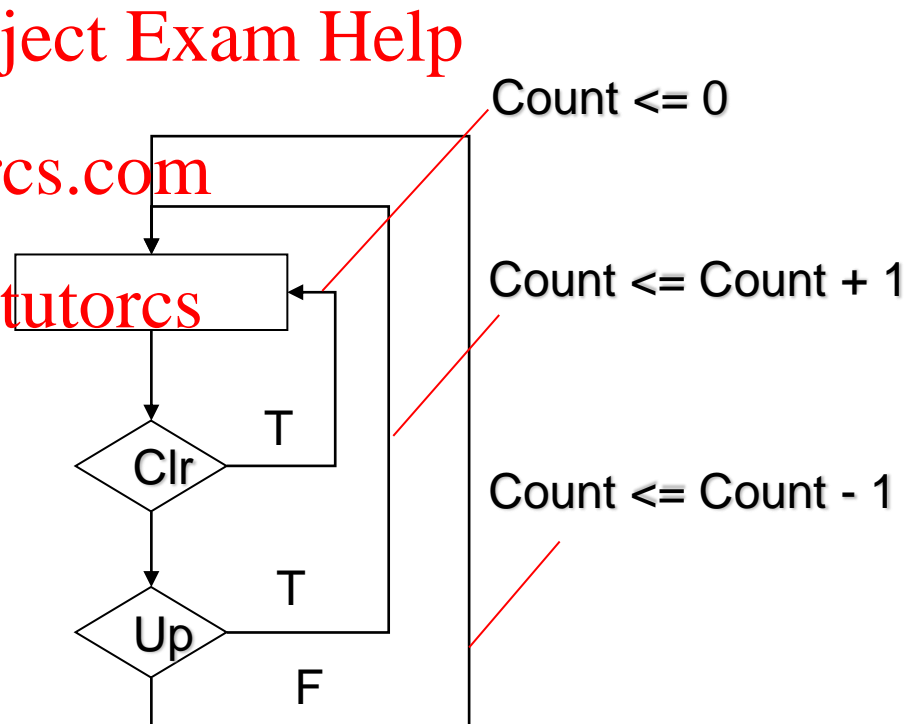 ject Exam Help
Count <= 0
cs.com
Count <= Count + 1
tutorcs
T
Clr
Count <= Count - 1
T
Up
F